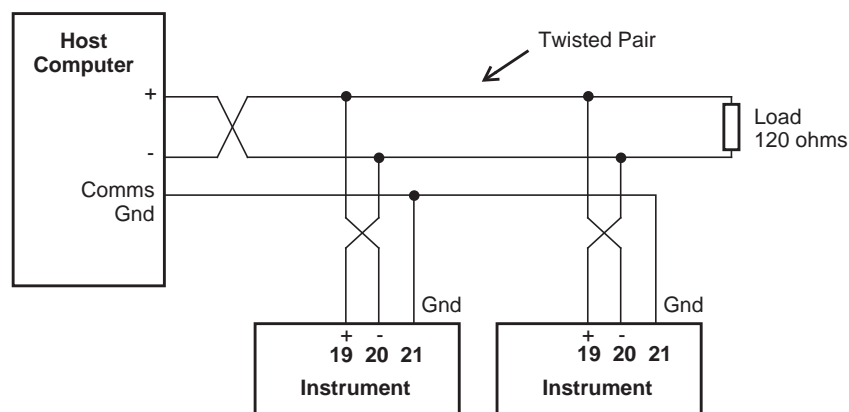 Host
Computer
Twisted Pair
+
-
Load
120 ohms
Comms
Gnd
Gnd
Gnd
+ -
19 20 21
Instrument
+ -
19 20 21
Instrument